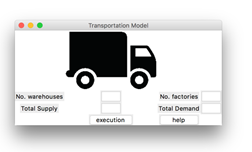 Transportation Model
No. warehouses
No. factories
Total Supply
Total Demand
execution
help